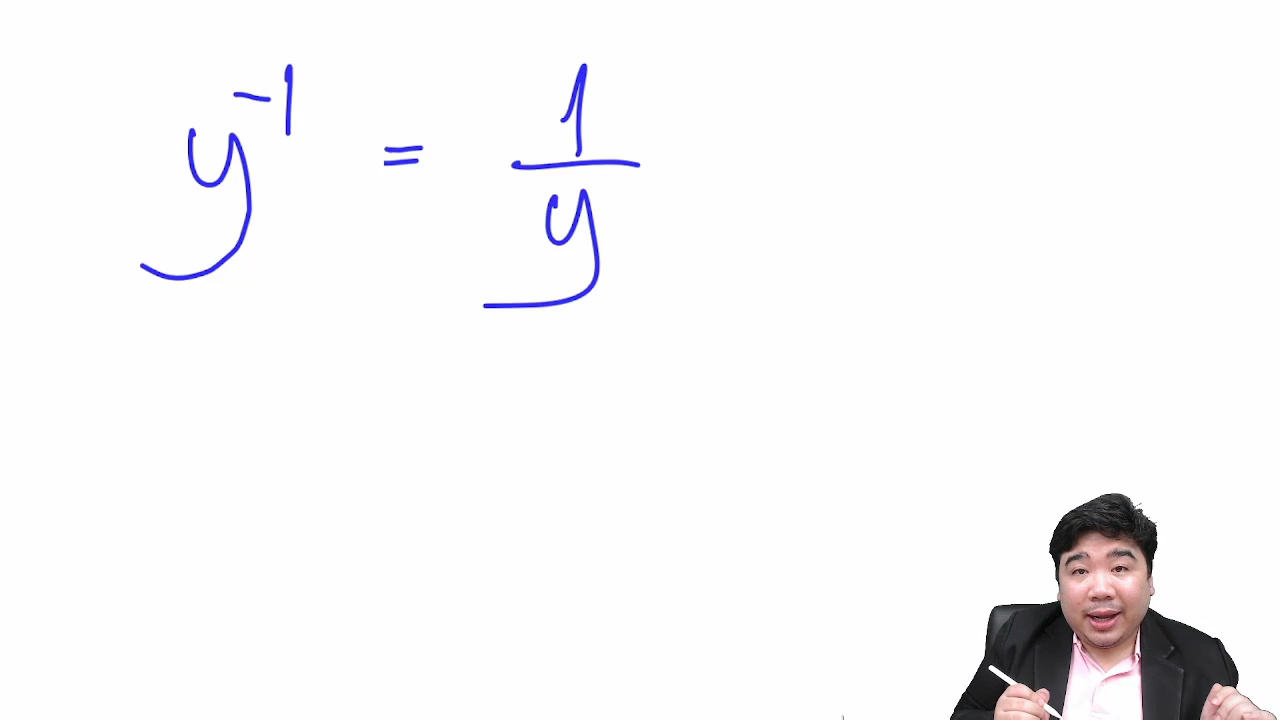 y⁻¹ = 1/y